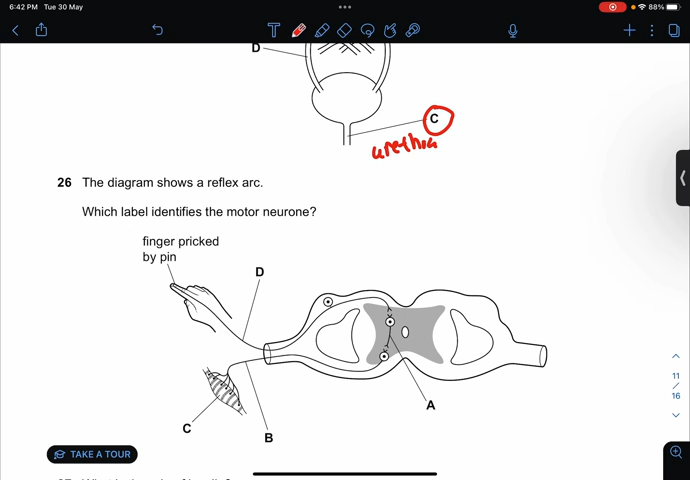 6:42 PM Tue 30 May
88%
D
C
urethra
26 The diagram shows a reflex arc.
Which label identifies the motor neurone?
finger pricked
by pin
D
A
C
B
11
/
16
TAKE A TOUR